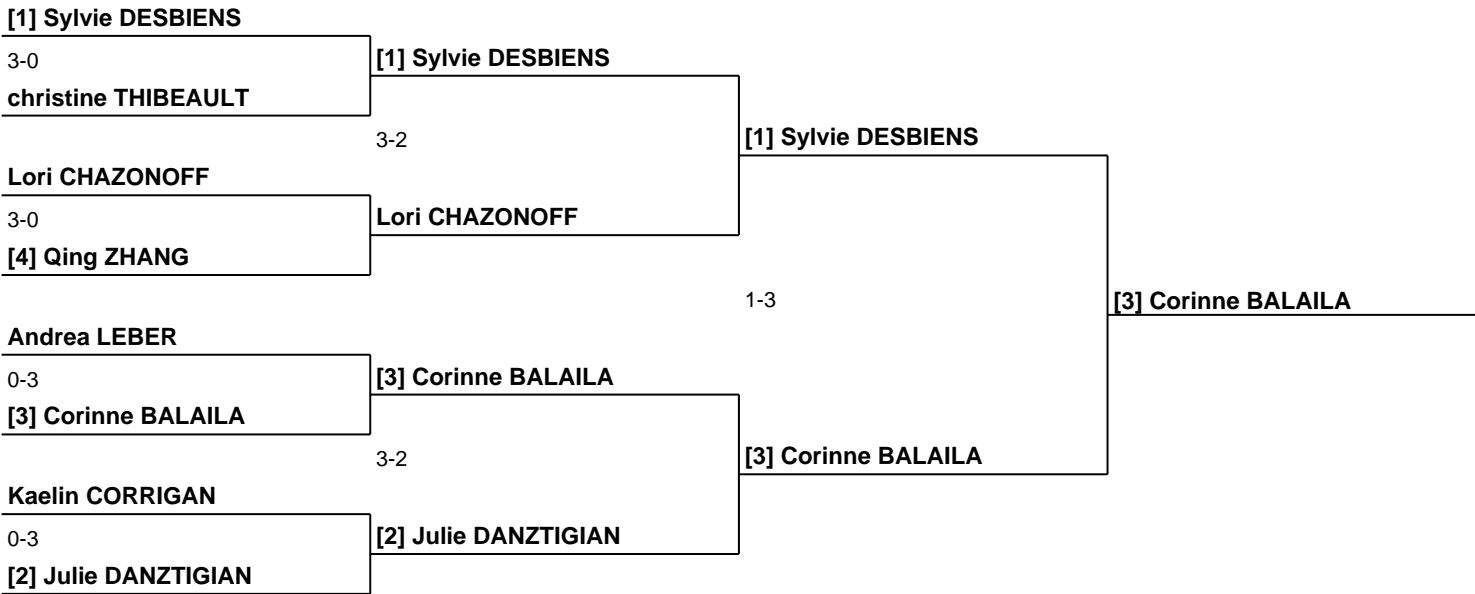 [1] Sylvie DESBIENS
3-0
[1] Sylvie DESBIENS
christine THIBEAULT
3-2
[1] Sylvie DESBIENS
Lori CHAZONOFF
3-0
Lori CHAZONOFF
[4] Qing ZHANG
1-3
[3] Corinne BALAILA
Andrea LEBER
0-3
[3] Corinne BALAILA
[3] Corinne BALAILA
3-2
[3] Corinne BALAILA
Kaelin CORRIGAN
0-3
[2] Julie DANZTIGIAN
[2] Julie DANZTIGIAN